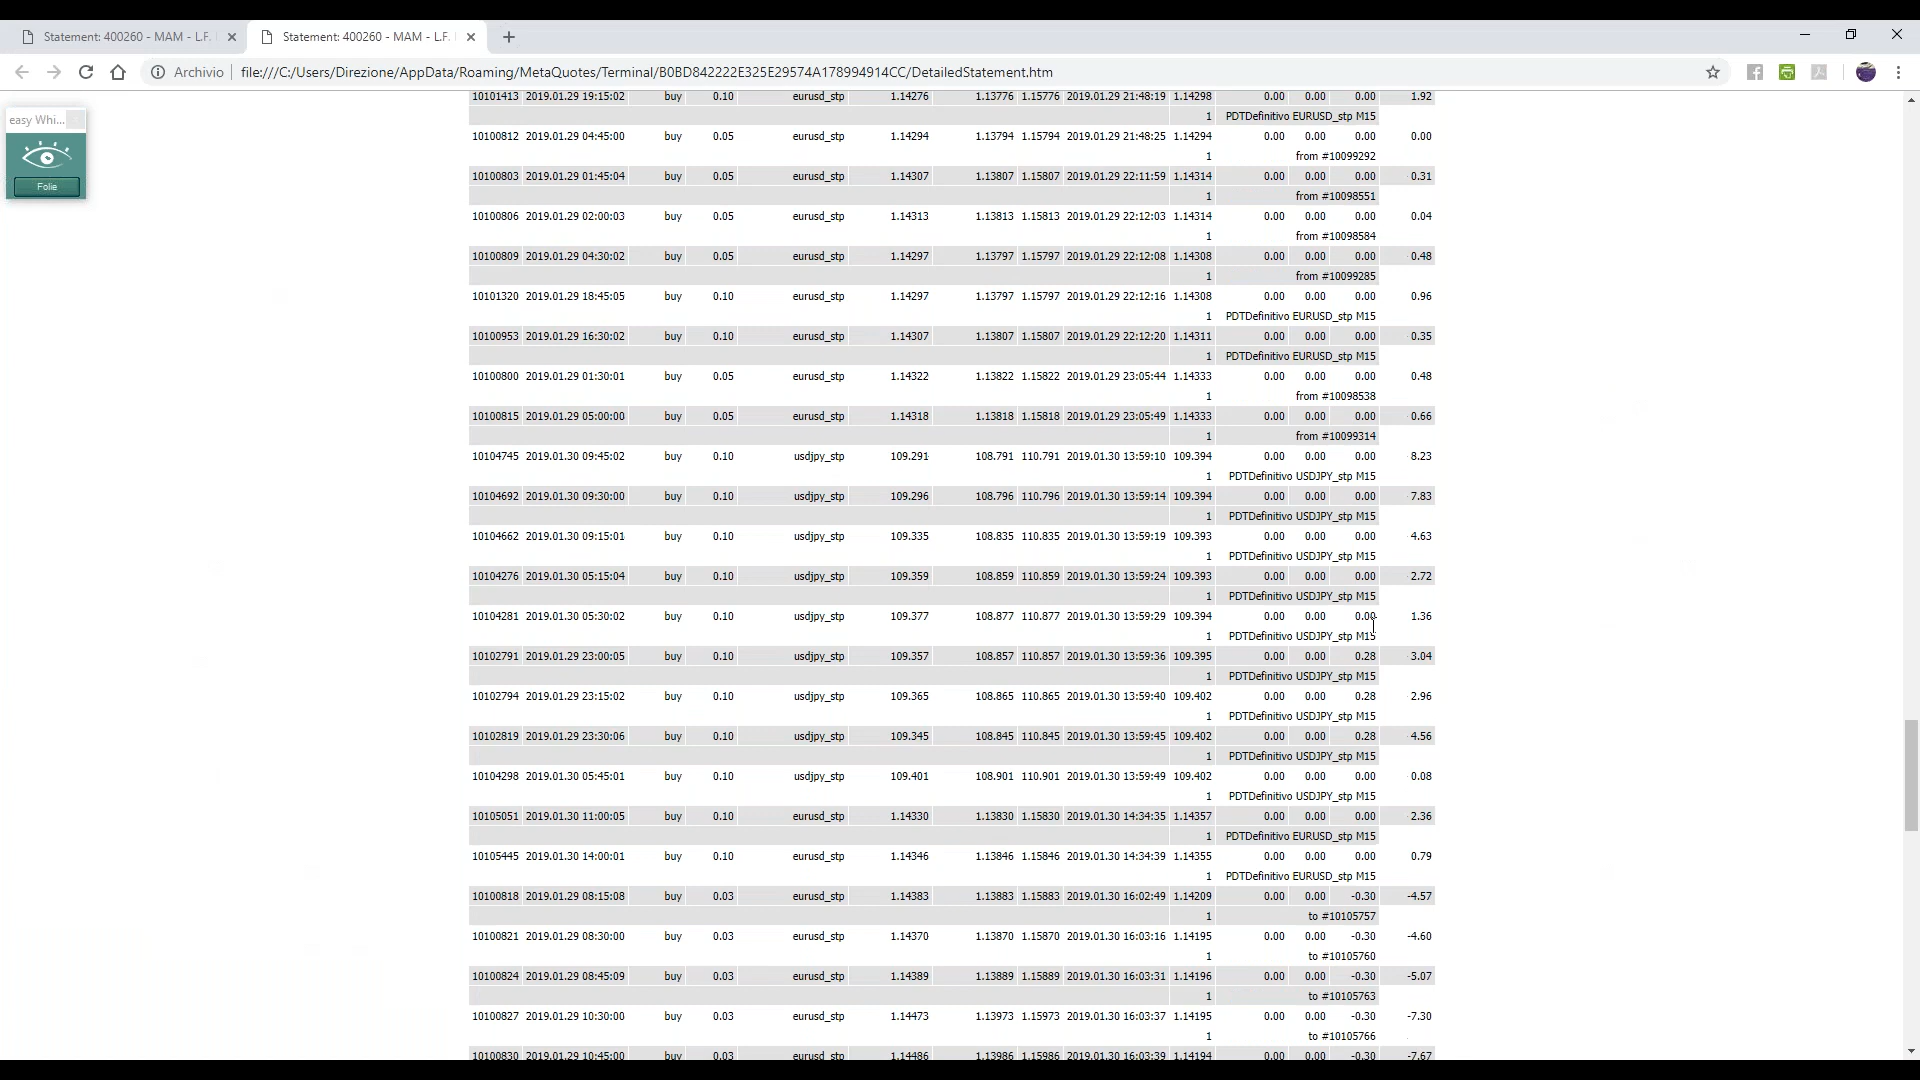 Statement: 400260 - MAM - L.F.
Statement: 400260 - MAM - L.F.
Archivio file:///C:/Users/Direzione/AppData/Roaming/MetaQuotes/Terminal/B0BD842222E325E29574A178994914CC/DetailedStatement.htm
easy Whi...
Folie
10101413 2019.01.29 19:15:02 buy 0.10 eurusd_stp 1.14276 1.13776 1.15776 2019.01.29 21:48:19 1.14298 0.00 0.00 0.00 1.92
1 PDTDefinitivo EURUSD_stp M15
10100812 2019.01.29 04:45:00 buy 0.05 eurusd_stp 1.14294 1.13794 1.15794 2019.01.29 21:48:25 1.14294 0.00 0.00 0.00 0.00
1 from #10099292
10100803 2019.01.29 01:45:04 buy 0.05 eurusd_stp 1.14307 1.13807 1.15807 2019.01.29 22:11:59 1.14314 0.00 0.00 0.00 0.31
1 from #10098551
10100806 2019.01.29 02:00:03 buy 0.05 eurusd_stp 1.14313 1.13813 1.15813 2019.01.29 22:12:03 1.14314 0.00 0.00 0.00 0.04
1 from #10098584
10100809 2019.01.29 04:30:02 buy 0.05 eurusd_stp 1.14297 1.13797 1.15797 2019.01.29 22:12:08 1.14308 0.00 0.00 0.00 0.48
1 from #10099285
10101320 2019.01.29 18:45:05 buy 0.10 eurusd_stp 1.14297 1.13797 1.15797 2019.01.29 22:12:16 1.14308 0.00 0.00 0.00 0.96
1 PDTDefinitivo EURUSD_stp M15
10100953 2019.01.29 16:30:02 buy 0.10 eurusd_stp 1.14307 1.13807 1.15807 2019.01.29 22:12:20 1.14311 0.00 0.00 0.00 0.35
1 PDTDefinitivo EURUSD_stp M15
10100800 2019.01.29 01:30:01 buy 0.05 eurusd_stp 1.14322 1.13822 1.15822 2019.01.29 23:05:44 1.14333 0.00 0.00 0.00 0.48
1 from #10098538
10100815 2019.01.29 05:00:00 buy 0.05 eurusd_stp 1.14318 1.13818 1.15818 2019.01.29 23:05:49 1.14333 0.00 0.00 0.00 0.66
1 from #10099314
10104745 2019.01.30 09:45:02 buy 0.10 usdjpy_stp 109.291 108.791 110.791 2019.01.30 13:59:10 109.394 0.00 0.00 0.00 8.23
1 PDTDefinitivo USDJPY_stp M15
10104692 2019.01.30 09:30:00 buy 0.10 usdjpy_stp 109.296 108.796 110.796 2019.01.30 13:59:14 109.394 0.00 0.00 0.00 7.83
1 PDTDefinitivo USDJPY_stp M15
10104662 2019.01.30 09:15:01 buy 0.10 usdjpy_stp 109.335 108.835 110.835 2019.01.30 13:59:19 109.393 0.00 0.00 0.00 4.63
1 PDTDefinitivo USDJPY_stp M15
10104276 2019.01.30 05:15:04 buy 0.10 usdjpy_stp 109.359 108.859 110.859 2019.01.30 13:59:24 109.393 0.00 0.00 0.00 2.72
1 PDTDefinitivo USDJPY_stp M15
10104281 2019.01.30 05:30:02 buy 0.10 usdjpy_stp 109.377 108.877 110.877 2019.01.30 13:59:29 109.394 0.00 0.00 0.00 1.36
1 PDTDefinitivo USDJPY_stp M15
10102791 2019.01.29 23:00:05 buy 0.10 usdjpy_stp 109.357 108.857 110.857 2019.01.30 13:59:36 109.395 0.00 0.00 0.28 3.04
1 PDTDefinitivo USDJPY_stp M15
10102794 2019.01.29 23:15:02 buy 0.10 usdjpy_stp 109.365 108.865 110.865 2019.01.30 13:59:40 109.402 0.00 0.00 0.28 2.96
1 PDTDefinitivo USDJPY_stp M15
10102819 2019.01.29 23:30:06 buy 0.10 usdjpy_stp 109.345 108.845 110.845 2019.01.30 13:59:45 109.402 0.00 0.00 0.28 4.56
1 PDTDefinitivo USDJPY_stp M15
10104298 2019.01.30 05:45:01 buy 0.10 usdjpy_stp 109.401 108.901 110.901 2019.01.30 13:59:49 109.402 0.00 0.00 0.00 0.08
1 PDTDefinitivo USDJPY_stp M15
10105051 2019.01.30 11:00:05 buy 0.10 eurusd_stp 1.14330 1.13830 1.15830 2019.01.30 14:34:35 1.14357 0.00 0.00 0.00 2.36
1 PDTDefinitivo EURUSD_stp M15
10105445 2019.01.30 14:00:01 buy 0.10 eurusd_stp 1.14346 1.13846 1.15846 2019.01.30 14:34:39 1.14355 0.00 0.00 0.00 0.79
1 PDTDefinitivo EURUSD_stp M15
10100818 2019.01.29 08:15:08 buy 0.03 eurusd_stp 1.14383 1.13883 1.15883 2019.01.30 16:02:49 1.14209 0.00 0.00 -0.30 -4.57
1 to #10105757
10100821 2019.01.29 08:30:00 buy 0.03 eurusd_stp 1.14370 1.13870 1.15870 2019.01.30 16:03:16 1.14195 0.00 0.00 -0.30 -4.60
1 to #10105760
10100824 2019.01.29 08:45:09 buy 0.03 eurusd_stp 1.14389 1.13889 1.15889 2019.01.30 16:03:31 1.14196 0.00 0.00 -0.30 -5.07
1 to #10105763
10100827 2019.01.29 10:30:00 buy 0.03 eurusd_stp 1.14473 1.13973 1.15973 2019.01.30 16:03:37 1.14195 0.00 0.00 -0.30 -7.30
1 to #10105766
10100830 2019.01.29 10:45:00 buy 0.03 eurusd_stp 1.14486 1.13986 1.15986 2019.01.30 16:03:39 1.14194 0.00 0.00 -0.30 -7.67